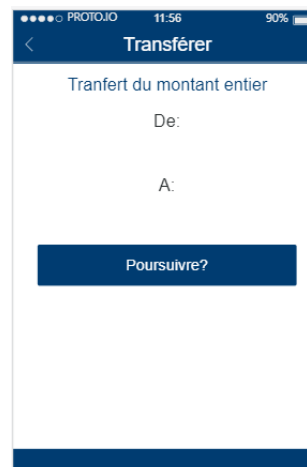 PROTO.IO 11:56 90%
Transférer
Tranfert du montant entier
De:
A:
Poursuivre?